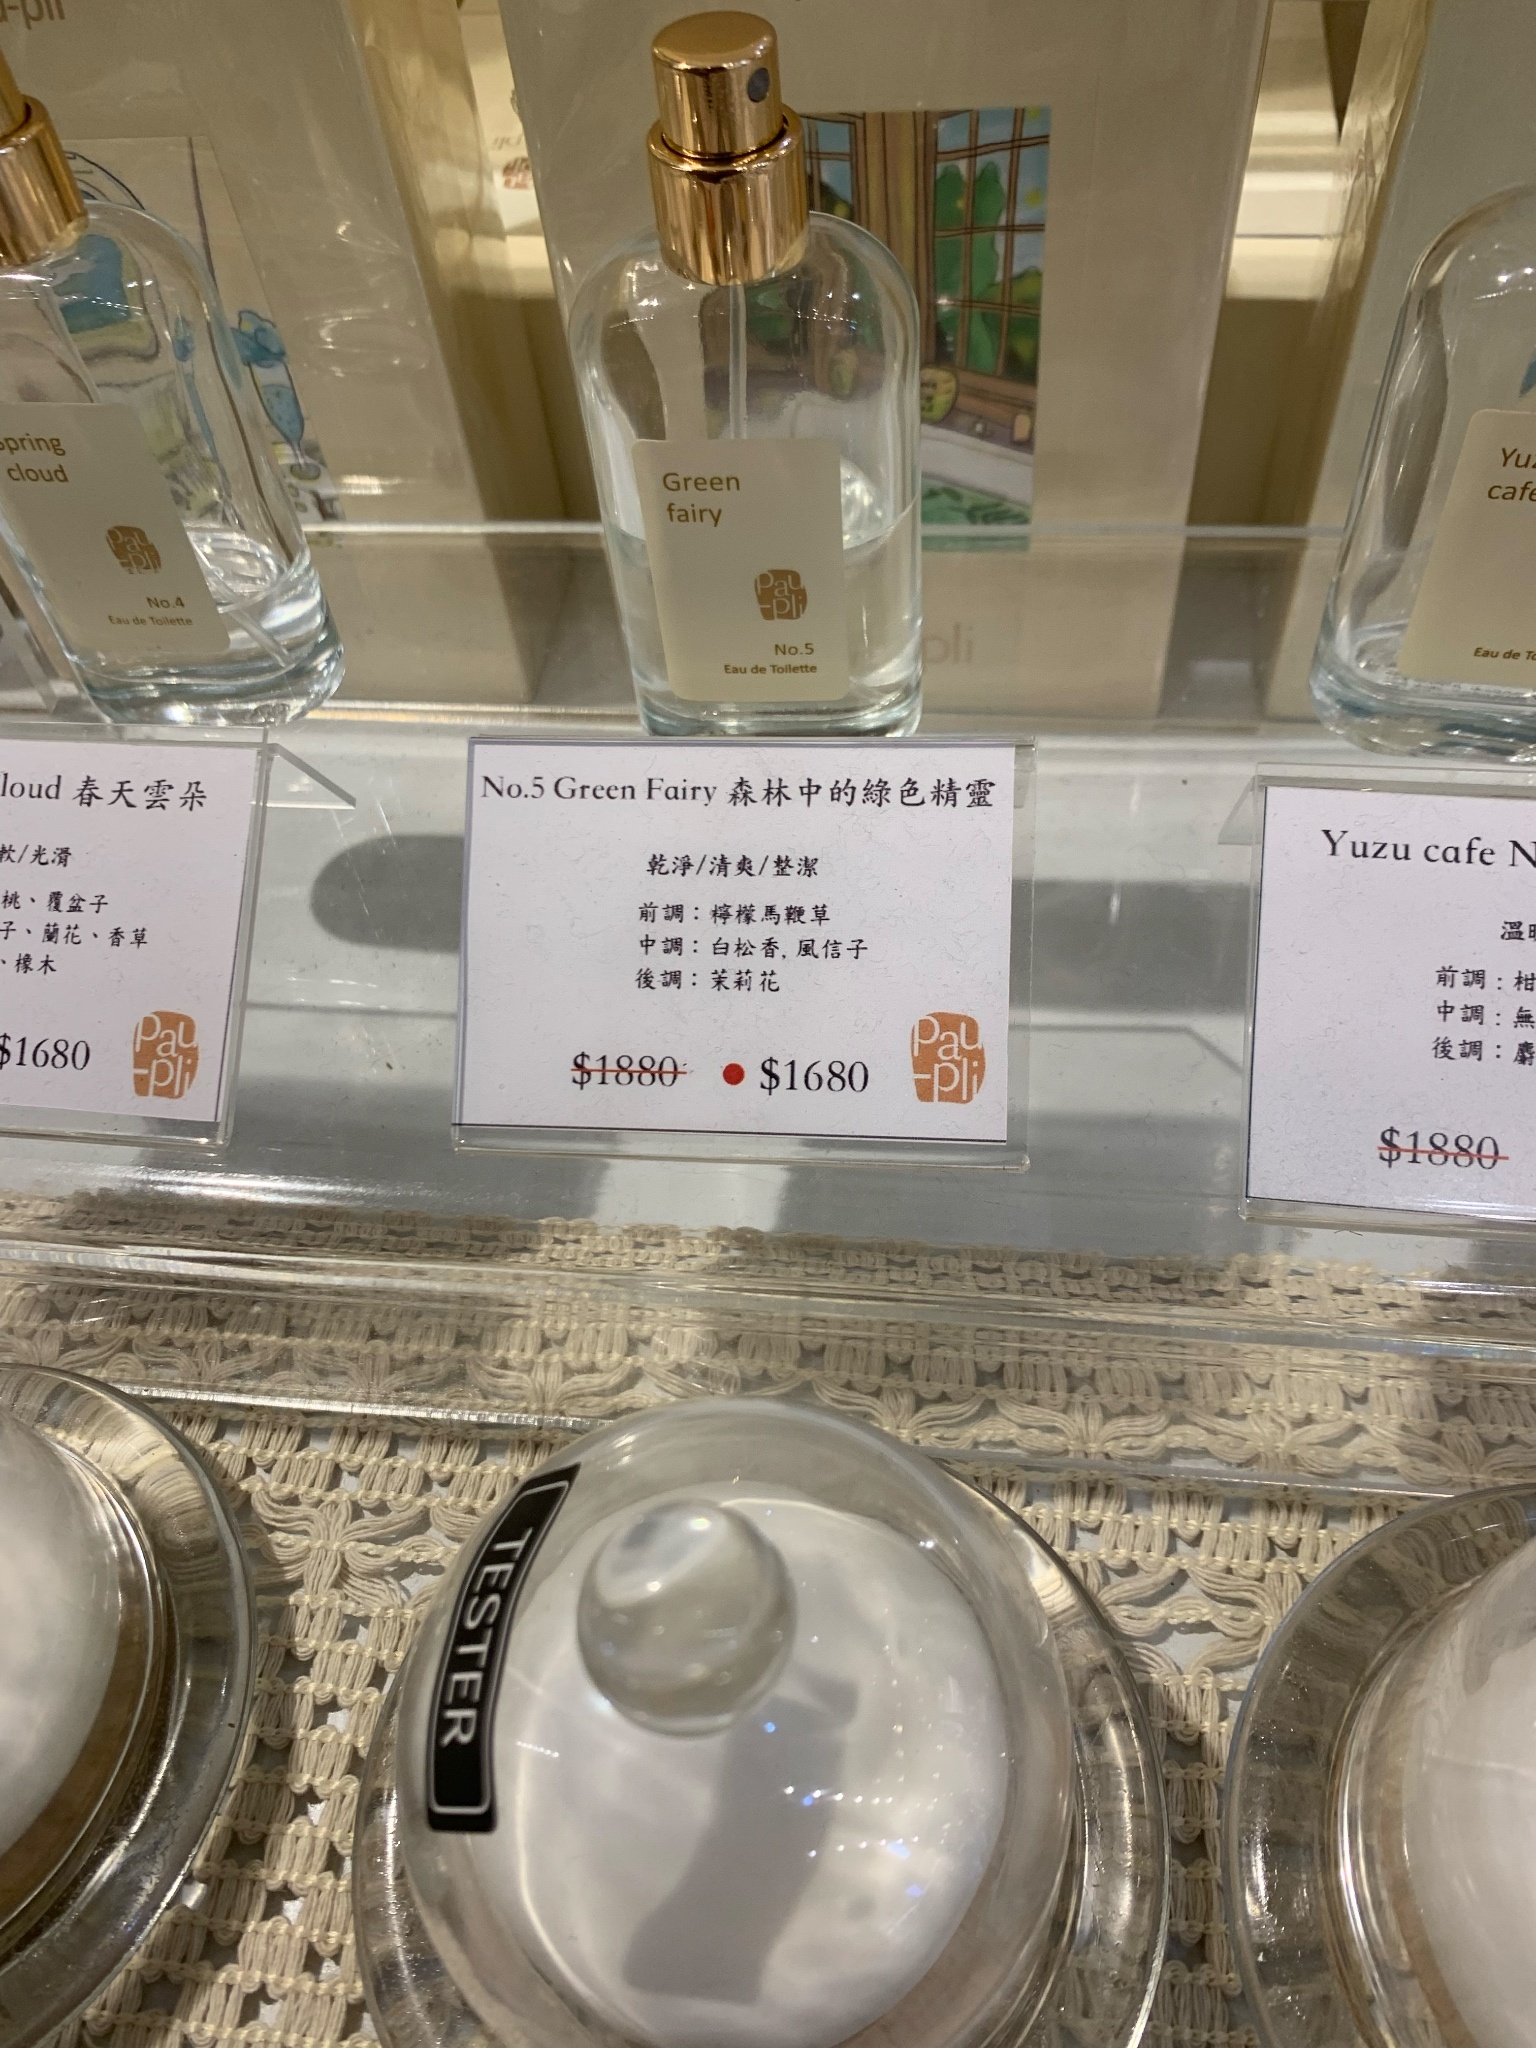 u-pli
Spring
cloud
Pau
-pli
No.4
Eau de Toilette
Green
fairy
Pau
-pli
No.5
Eau de Toilette
pli
cafe
loud 春天雲朵
軟/光滑
桃、覆盆子
子、蘭花、香草
、橡木
$1680
Pau
-pli
No.5 Green Fairy 森林中的綠色精靈
乾淨/清爽/整潔
前調：檸檬馬鞭草
中調：白松香, 風信子
後調：茉莉花
$1880 $1680
Pau
-pli
Yuzu cafe N
溫
前調：柑
中調：無
後調：麝
$1880
TESTER